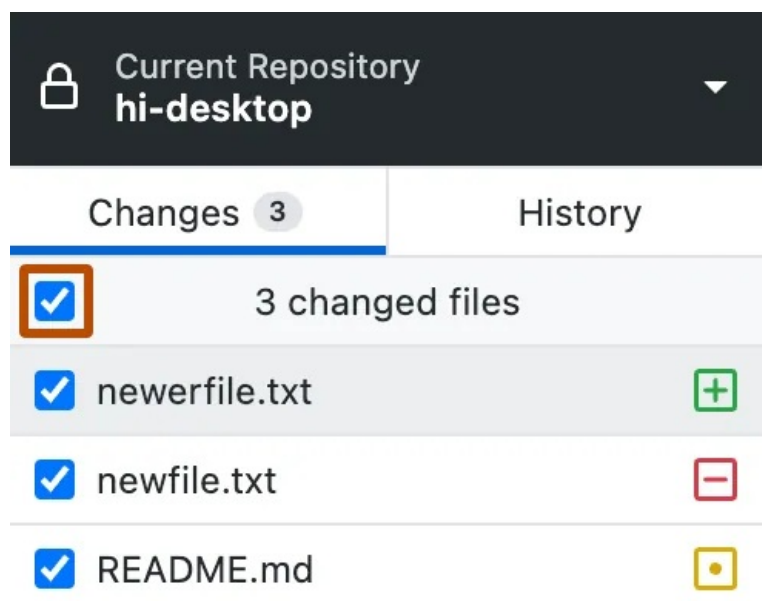 Current Repository
hi-desktop
Changes 3 History
3 changed files
newerfile.txt
newfile.txt
README.md